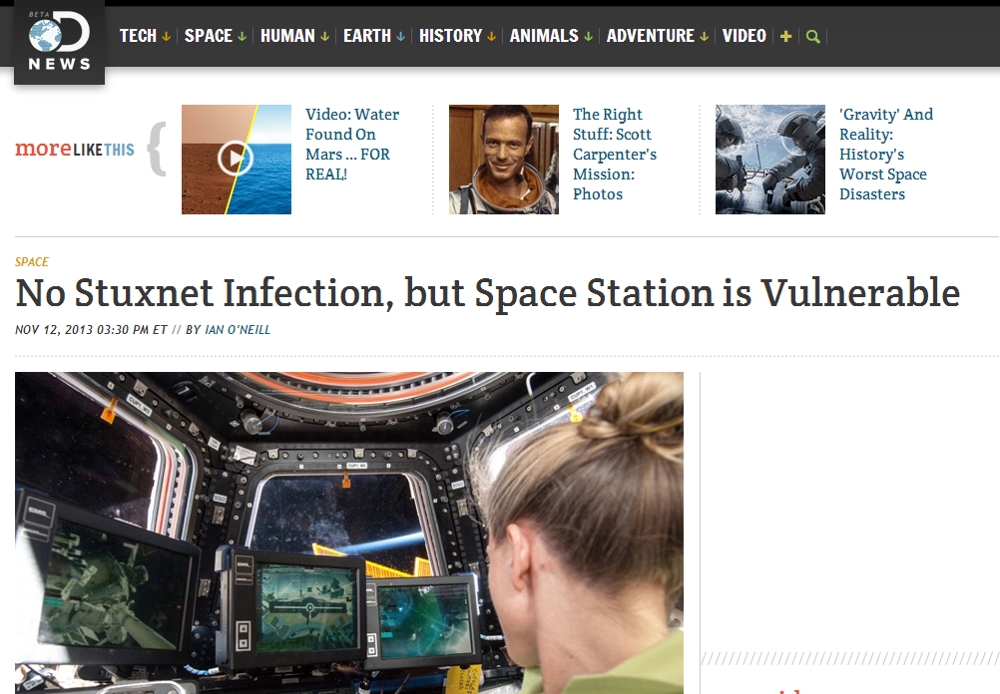 BETA
D
NEWS
TECH SPACE HUMAN EARTH HISTORY ANIMALS ADVENTURE VIDEO +
moreLIKETHIS {
Video: Water
Found On
Mars ... FOR
REAL!
The Right
Stuff: Scott
Carpenter's
Mission:
Photos
'Gravity' And
Reality:
History's
Worst Space
Disasters
SPACE
No Stuxnet Infection, but Space Station is Vulnerable
NOV 12, 2013 03:30 PM ET // BY IAN O'NEILL